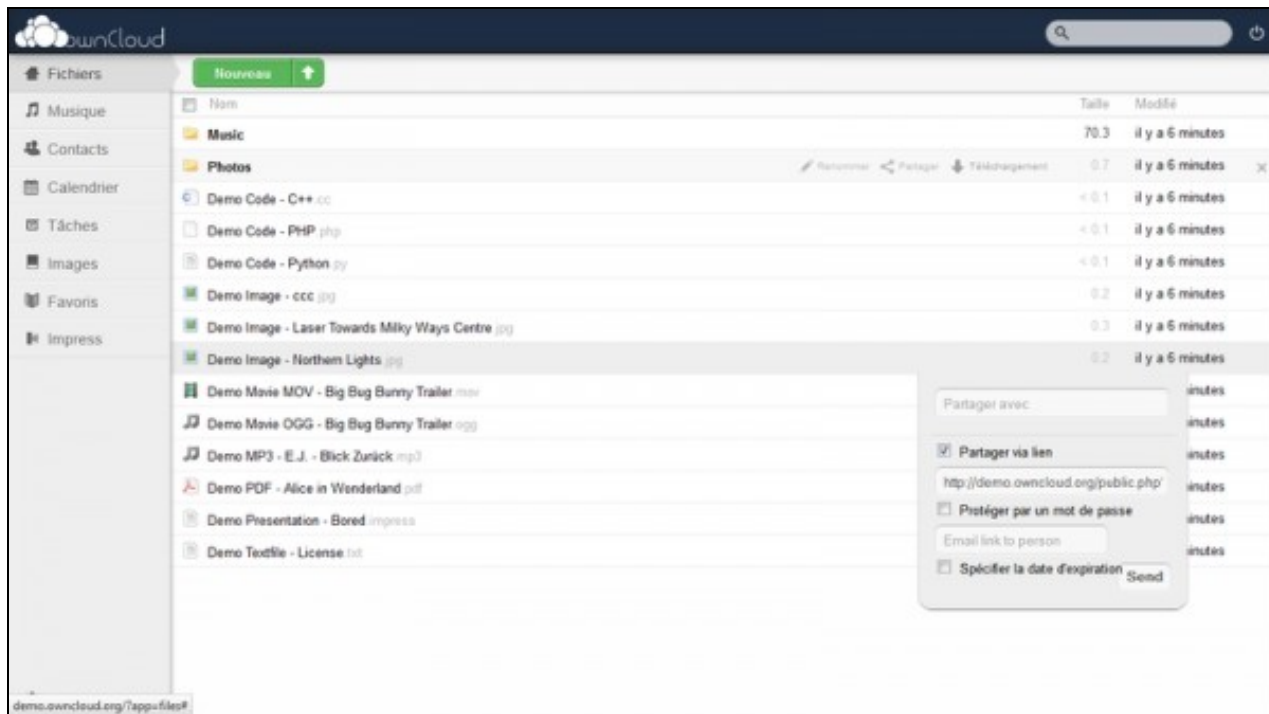 ownCloud
Fichiers
Musique
Contacts
Calendrier
Tâches
Images
Favoris
Impress
Nouveau
Nom Taille Modifié
Music 70.3 il y a 6 minutes
Photos Renommer Partager Téléchargement 0.7 il y a 6 minutes
Demo Code - C++.cc < 0.1 il y a 6 minutes
Demo Code - PHP.php < 0.1 il y a 6 minutes
Demo Code - Python.py < 0.1 il y a 6 minutes
Demo Image - ccc.jpg 0.2 il y a 6 minutes
Demo Image - Laser Towards Milky Ways Centre.jpg 0.3 il y a 6 minutes
Demo Image - Northern Lights.jpg 0.2 il y a 6 minutes
Demo Movie MOV - Big Bug Bunny Trailer.mov inutes
Demo Movie OGG - Big Bug Bunny Trailer.ogg inutes
Demo MP3 - E.J. - Blick Zurück.mp3 inutes
Demo PDF - Alice in Wonderland.pdf inutes
Demo Presentation - Bored.impress inutes
Demo Textfile - License.txt inutes
Partager avec
Partager via lien
http://demo.owncloud.org/public.php
Protéger par un mot de passe
Email link to person
Spécifier la date d'expiration Send
demo.owncloud.org/?app=files#